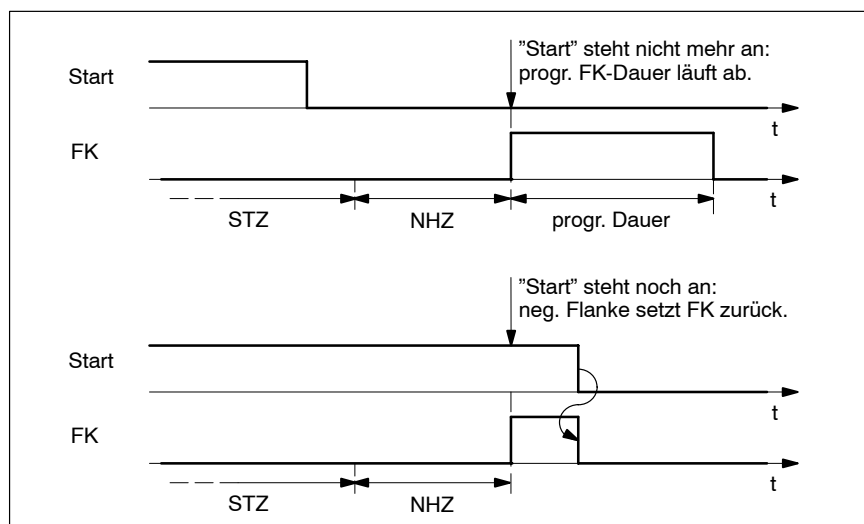 "Start" steht nicht mehr an:
progr. FK-Dauer läuft ab.
Start
t
FK
t
STZ
NHZ
progr. Dauer
"Start" steht noch an:
neg. Flanke setzt FK zurück.
Start
t
FK
t
STZ
NHZ